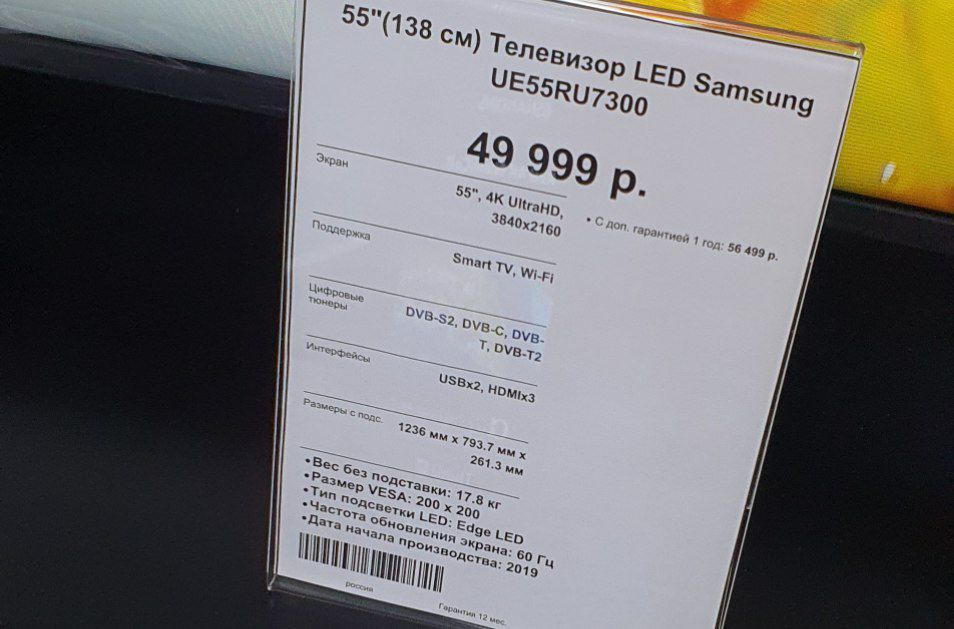 55"(138 см) Телевизор LED Samsung
UE55RU7300
49 999 р.
Экран
55", 4K UltraHD,
3840x2160
• С доп. гарантией 1 год: 56 499 р.
Поддержка
Smart TV, Wi-Fi
Цифровые
тюнеры
DVB-S2, DVB-C, DVB-
T, DVB-T2
Интерфейсы
USBx2, HDMIx3
Размеры с подс.
1236 мм x 793.7 мм x
261.3 мм
•Вес без подставки: 17.8 кг
•Размер VESA: 200 x 200
•Тип подсветки LED: Edge LED
•Частота обновления экрана: 60 Гц
•Дата начала производства: 2019
россия
Гарантия 12 мес.